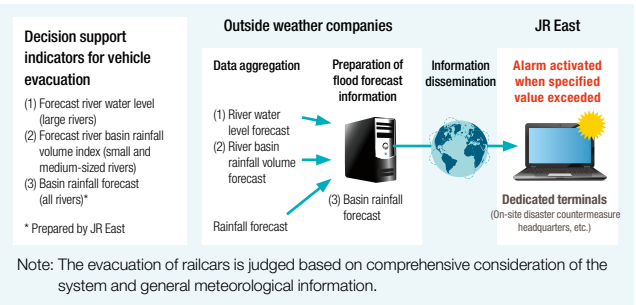 Decision support
indicators for vehicle
evacuation
(1) Forecast river water level
(large rivers)
(2) Forecast river basin rainfall
volume index (small and
medium-sized rivers)
(3) Basin rainfall forecast
(all rivers)*
* Prepared by JR East
Outside weather companies
Data aggregation
(1) River water
level forecast
(2) River basin
rainfall volume
forecast
Rainfall forecast
Preparation of
flood forecast
information
(3) Basin rainfall
forecast
Information
dissemination
JR East
Alarm activated
when specified
value exceeded
Dedicated terminals
(On-site disaster countermeasure
headquarters, etc.)
Note: The evacuation of railcars is judged based on comprehensive consideration of the
system and general meteorological information.